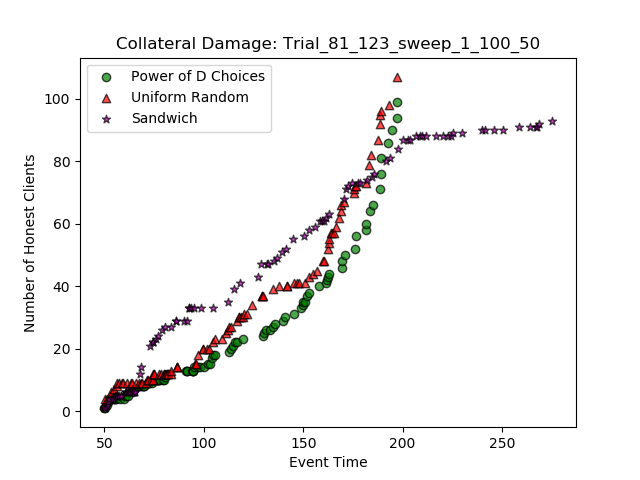 Collateral Damage: Trial_81_123_sweep_1_100_50
Power of D Choices
Uniform Random
Sandwich
Number of Honest Clients
100
80
60
40
20
0
50
100
150
200
250
Event Time